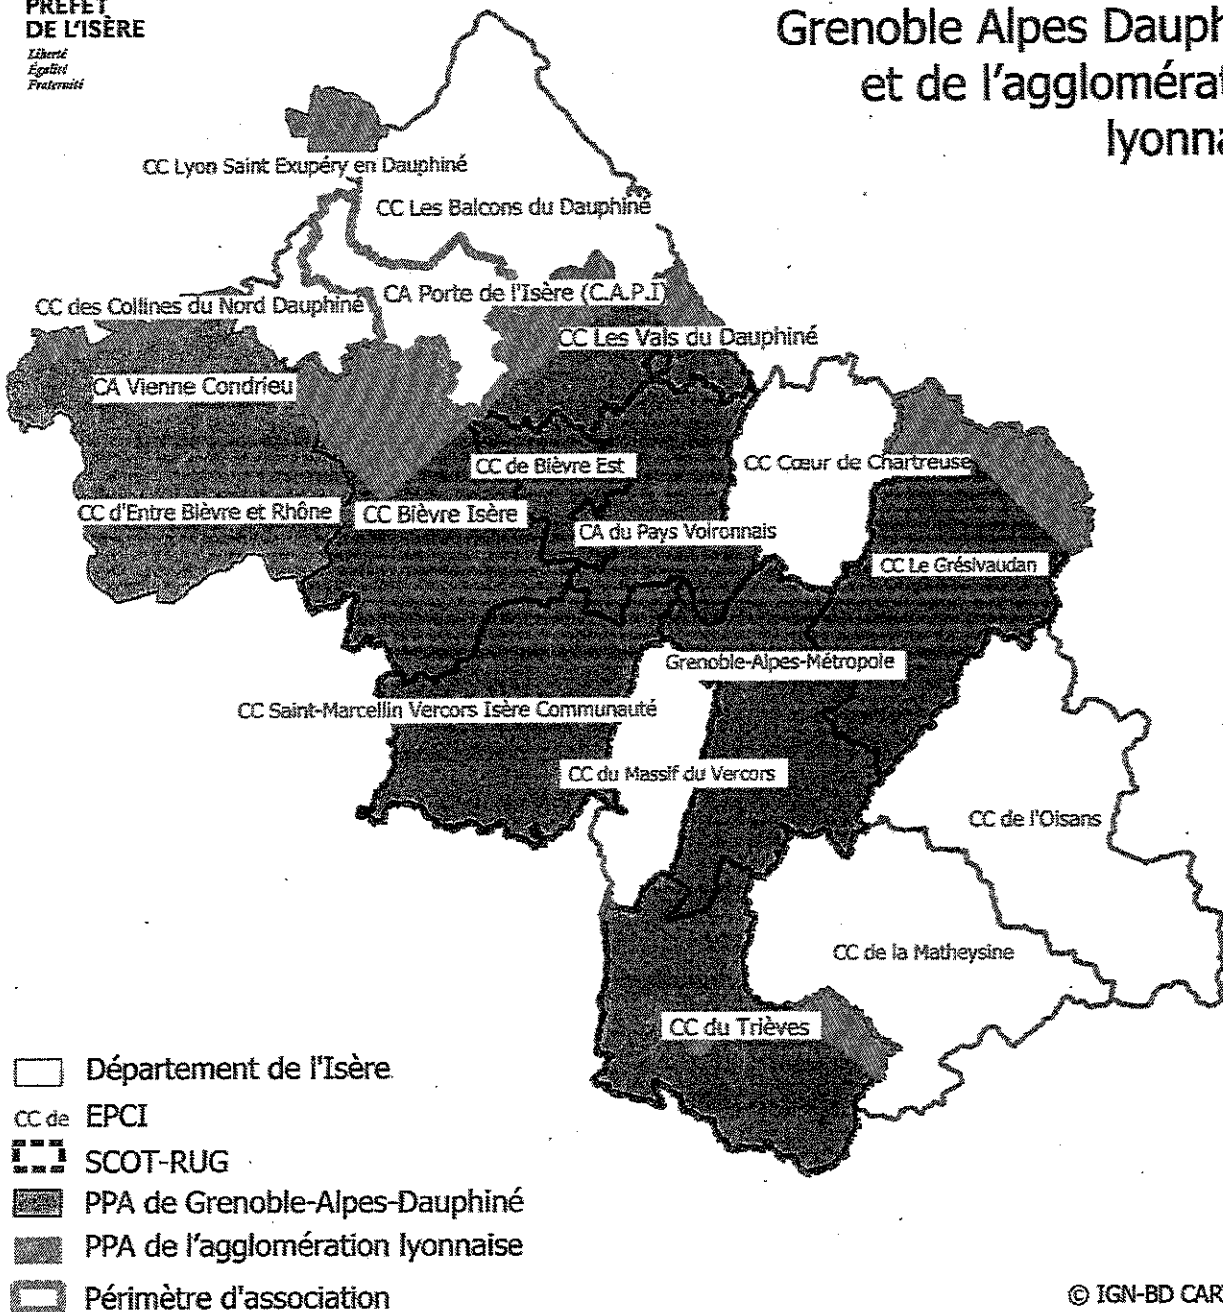 PRÉFET
DE L'ISÈRE
Liberté
Égalité
Fraternité
Grenoble Alpes Dauph
et de l'agglomérat
lyonna
CC Lyon Saint Exupéry en Dauphiné
CC Les Balcons du Dauphiné
CC des Collines du Nord Dauphiné
CA Porte de l'Isère (C.A.P.I)
CC Les Vals du Dauphiné
CA Vienne Condrieu
CC de Bièvre Est
CC Cœur de Chartreuse
CC d'Entre Bièvre et Rhône
CC Bièvre Isère
CA du Pays Voironnais
CC Le Grésivaudan
Grenoble-Alpes-Métropole
CC Saint-Marcellin Vercors Isère Communauté
CC du Massif du Vercors
CC de l'Oisans
CC de la Matheysine
CC du Trièves
Département de l'Isère
CC de EPCI
SCOT-RUG
PPA de Grenoble-Alpes-Dauphiné
PPA de l'agglomération lyonnaise
Périmètre d'association
© IGN-BD CAR